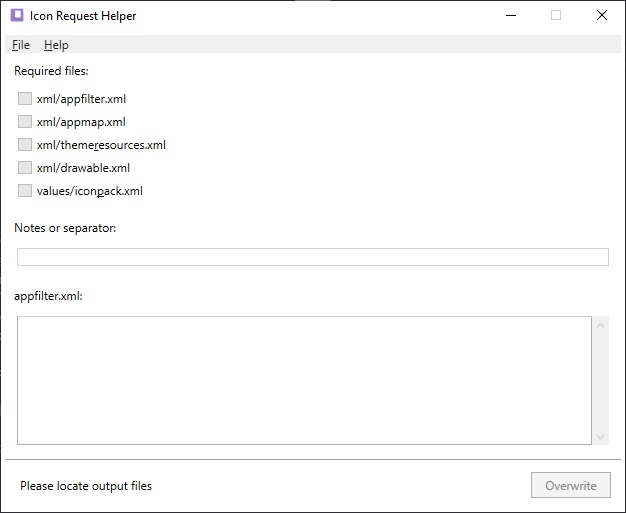 Icon Request Helper
File Help
Required files:
xml/appfilter.xml
xml/appmap.xml
xml/themeresources.xml
xml/drawable.xml
values/iconpack.xml
Notes or separator:
appfilter.xml:
Please locate output files
Overwrite